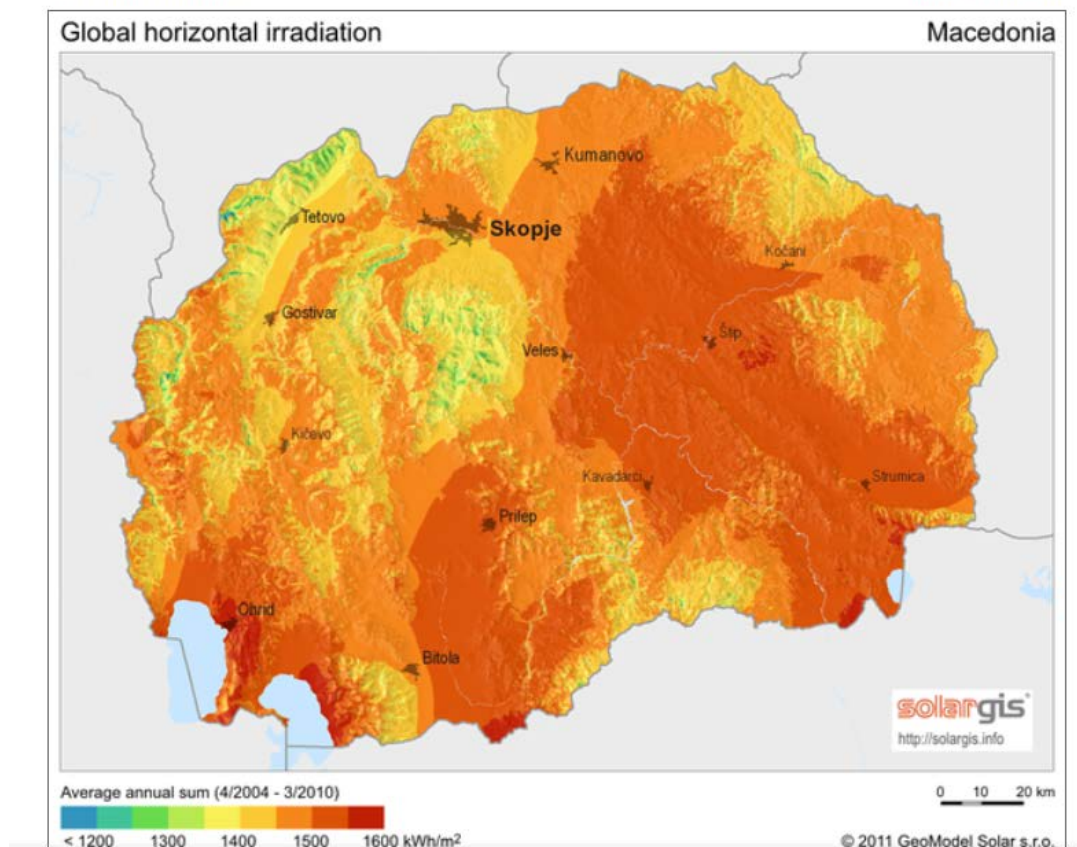 Global horizontal irradiation
Macedonia
Kumanovo
Tetovo
Skopje
Kočani
Gostivar
Štip
Veles
Kičevo
Kavadarci
Strumica
Prilep
Ohrid
Bitola
solargis
http://solargis.info
Average annual sum (4/2004 - 3/2010)
0 10 20 km
< 1200 1300 1400 1500 1600 kWh/m²
© 2011 GeoModel Solar s.r.o.